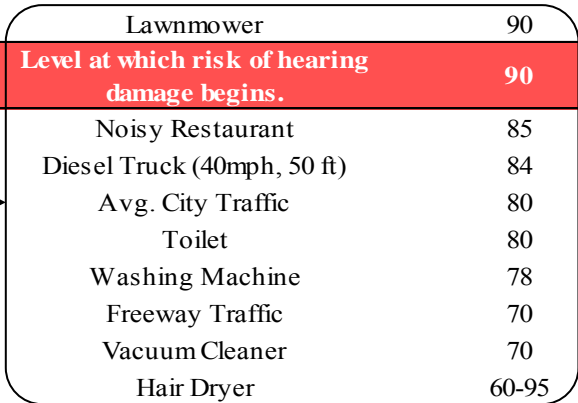 Lawnmower 90
Level at which risk of hearing
damage begins. 90
Noisy Restaurant 85
Diesel Truck (40mph, 50 ft) 84
Avg. City Traffic 80
Toilet 80
Washing Machine 78
Freeway Traffic 70
Vacuum Cleaner 70
Hair Dryer 60-95